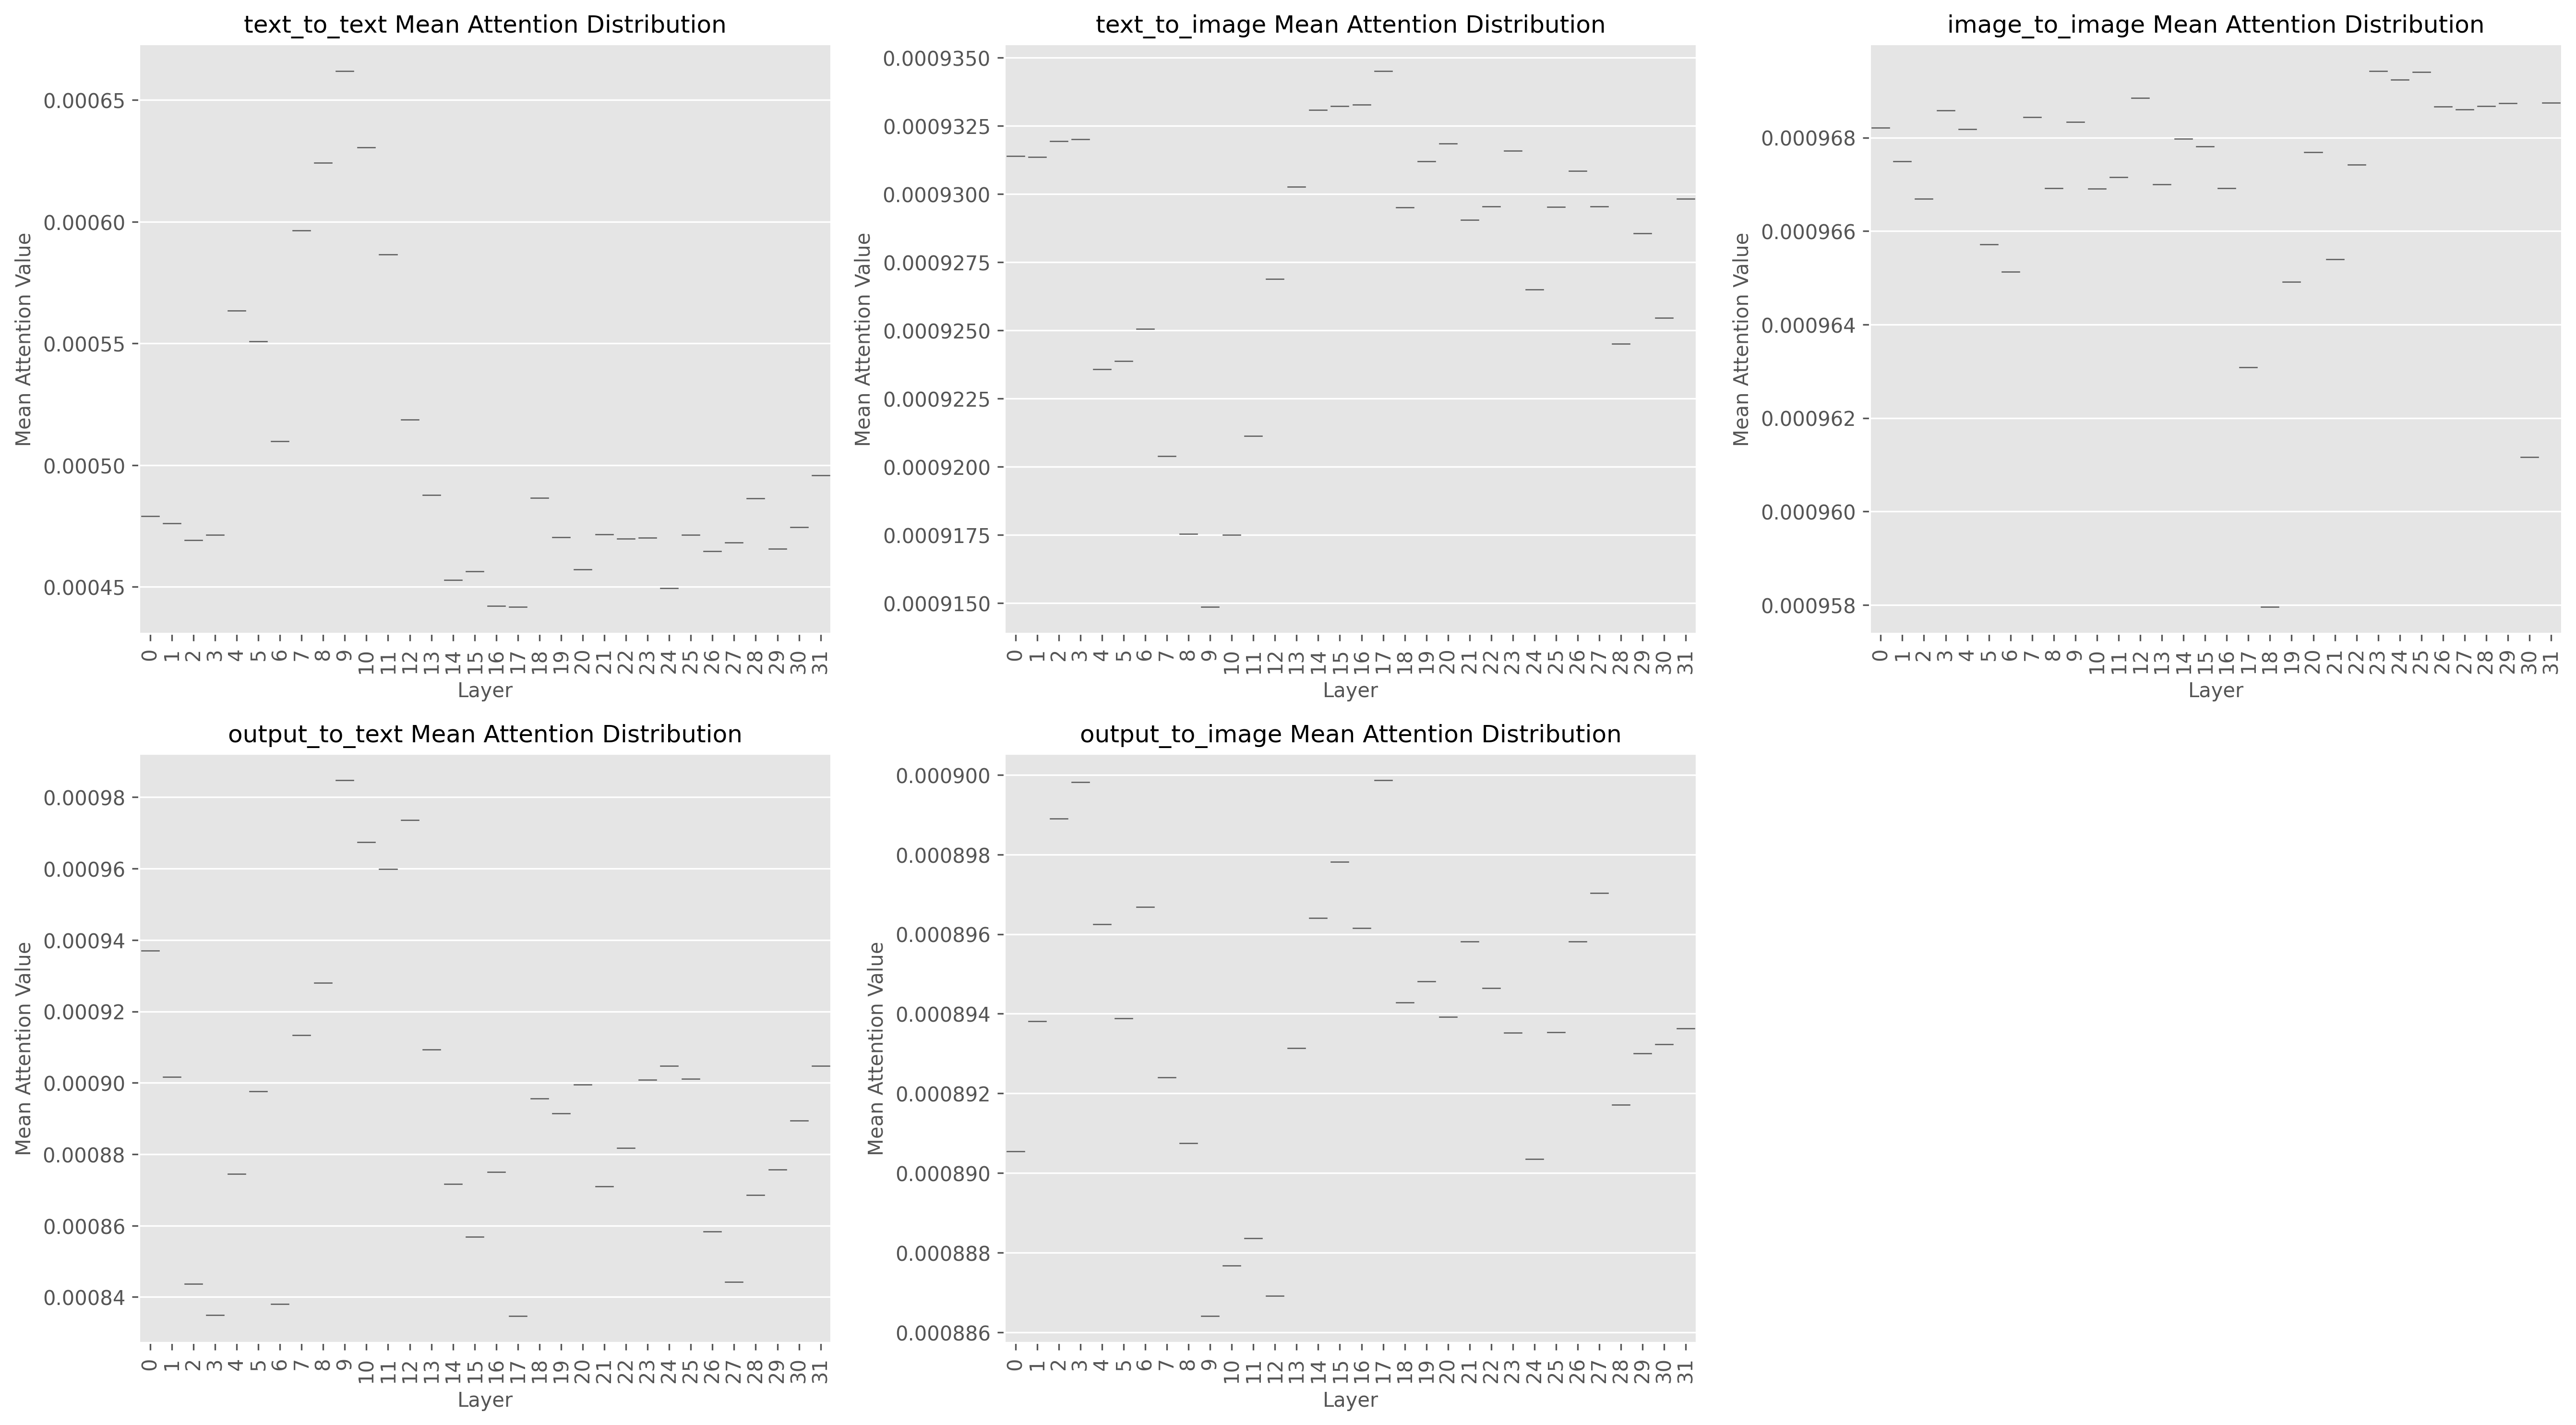 text_to_text Mean Attention Distribution
Mean Attention Value
0.00065
0.00060
0.00055
0.00050
0.00045
0 1 2 3 4 5 6 7 8 9 10 11 12 13 14 15 16 17 18 19 20 21 22 23 24 25 26 27 28 29 30 31
Layer
text_to_image Mean Attention Distribution
Mean Attention Value
0.0009350
0.0009325
0.0009300
0.0009275
0.0009250
0.0009225
0.0009200
0.0009175
0.0009150
0 1 2 3 4 5 6 7 8 9 10 11 12 13 14 15 16 17 18 19 20 21 22 23 24 25 26 27 28 29 30 31
Layer
image_to_image Mean Attention Distribution
Mean Attention Value
0.000968
0.000966
0.000964
0.000962
0.000960
0.000958
0 1 2 3 4 5 6 7 8 9 10 11 12 13 14 15 16 17 18 19 20 21 22 23 24 25 26 27 28 29 30 31
Layer
output_to_text Mean Attention Distribution
Mean Attention Value
0.00098
0.00096
0.00094
0.00092
0.00090
0.00088
0.00086
0.00084
0 1 2 3 4 5 6 7 8 9 10 11 12 13 14 15 16 17 18 19 20 21 22 23 24 25 26 27 28 29 30 31
Layer
output_to_image Mean Attention Distribution
Mean Attention Value
0.000900
0.000898
0.000896
0.000894
0.000892
0.000890
0.000888
0.000886
0 1 2 3 4 5 6 7 8 9 10 11 12 13 14 15 16 17 18 19 20 21 22 23 24 25 26 27 28 29 30 31
Layer